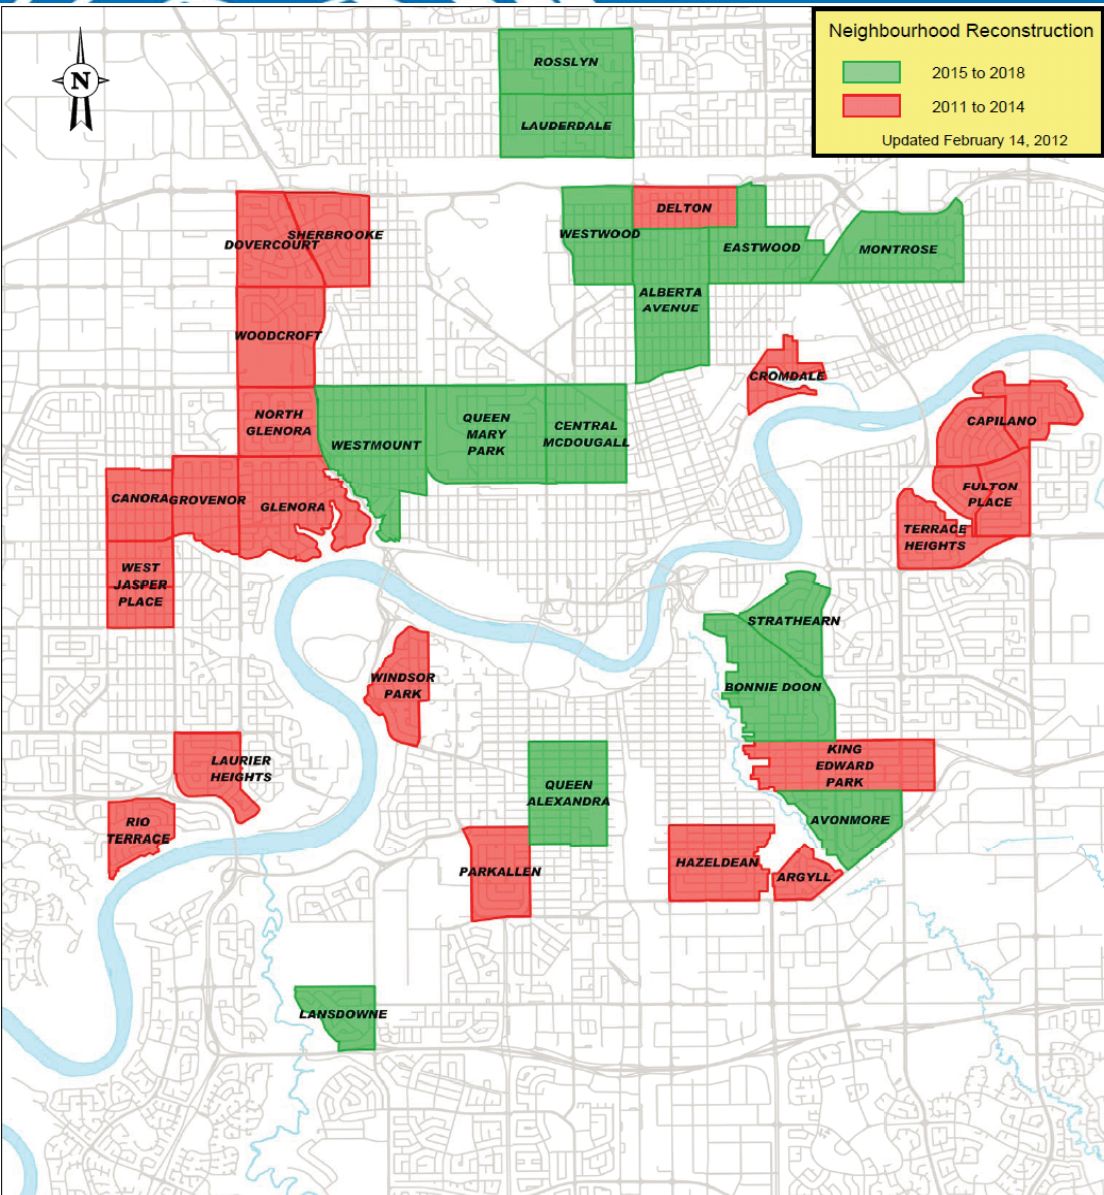 Neighbourhood Reconstruction
2015 to 2018
2011 to 2014
Updated February 14, 2012
N
ROSSLYN
LAUDERDALE
DELTON
WESTWOOD
EASTWOOD
MONTROSE
SHERBROOKE
DOVERCOURT
ALBERTA
AVENUE
WOODCROFT
CROMDALE
NORTH
GLENORA
WESTMOUNT
QUEEN
MARY
PARK
CENTRAL
MCDOUGALL
CAPILANO
CANORA
GROVENOR
GLENORA
FULTON
PLACE
TERRACE
HEIGHTS
WEST
JASPER
PLACE
STRATHEARN
WINDSOR
PARK
BONNIE DOON
LAURIER
HEIGHTS
KING
EDWARD
PARK
QUEEN
ALEXANDRA
RIO
TERRACE
AVONMORE
PARKALLEN
HAZELDEAN
ARGYLL
LANSDOWNE